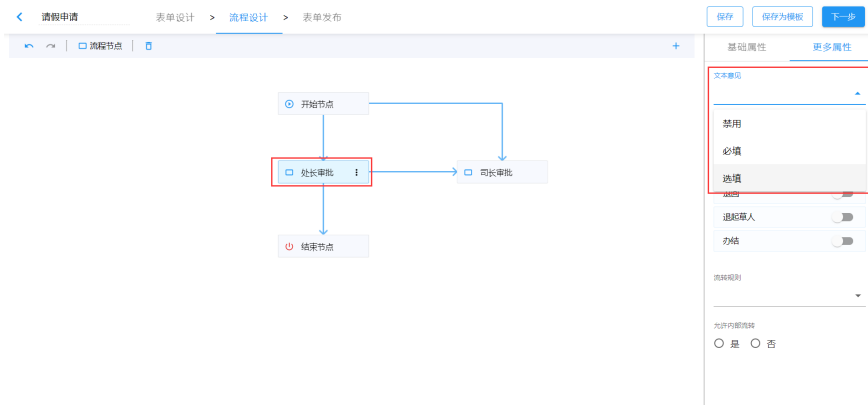 请假申请
表单设计 > 流程设计 > 表单发布
保存 保存为模板 下一步
流程节点
基础属性 更多属性
文本意见
禁用
必填
选填
退回
退起草人
办结
流转规则
允许内部流转
是 否
开始节点
处长审批 司长审批
结束节点